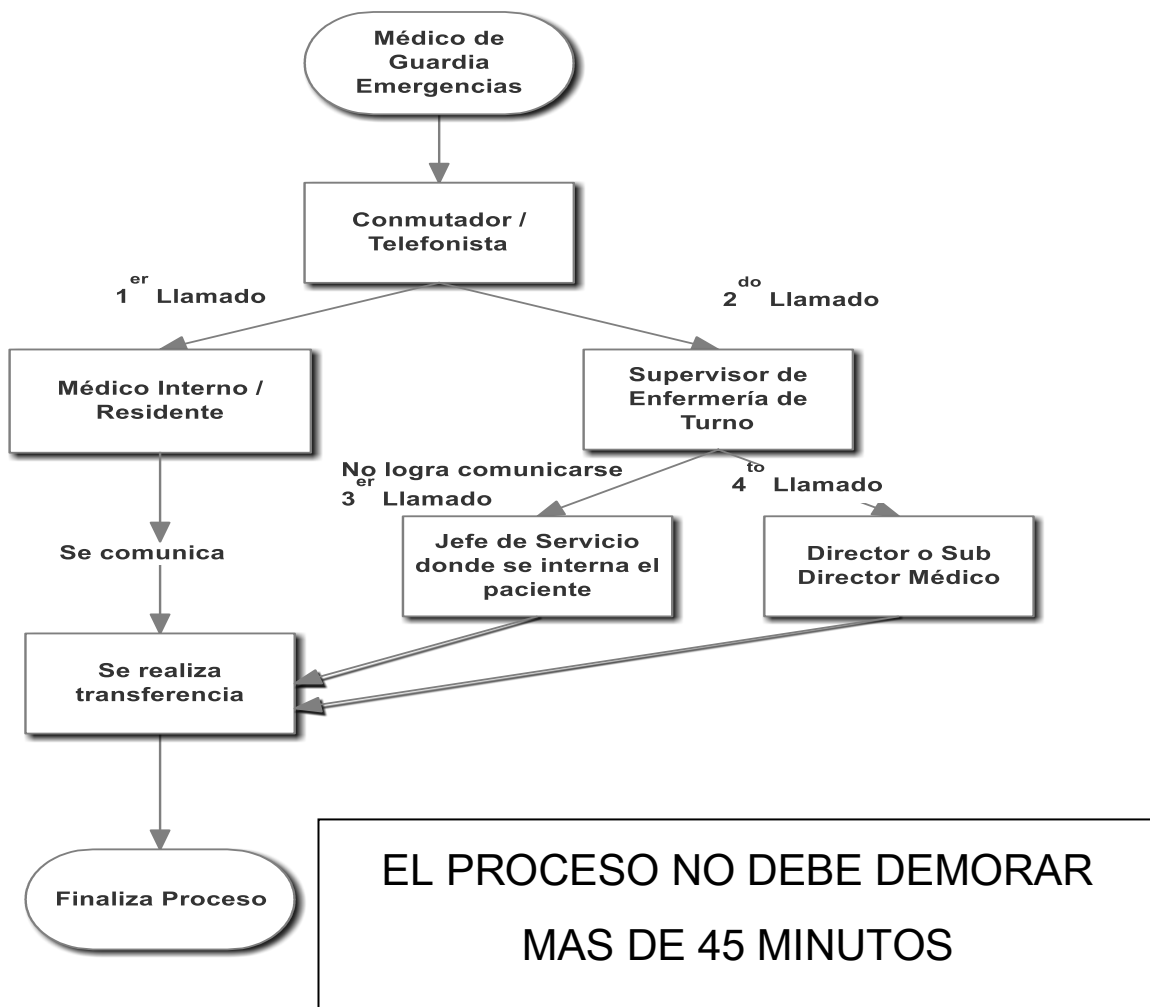 Médico de
Guardia
Emergencias
Conmutador /
Telefonista
1er Llamado
2do Llamado
Médico Interno /
Residente
Supervisor de
Enfermería de
Turno
No logra comunicarse
3er Llamado
4to Llamado
Se comunica
Jefe de Servicio
donde se interna el
paciente
Director o Sub
Director Médico
Se realiza
transferencia
Finaliza Proceso
EL PROCESO NO DEBE DEMORAR
MAS DE 45 MINUTOS